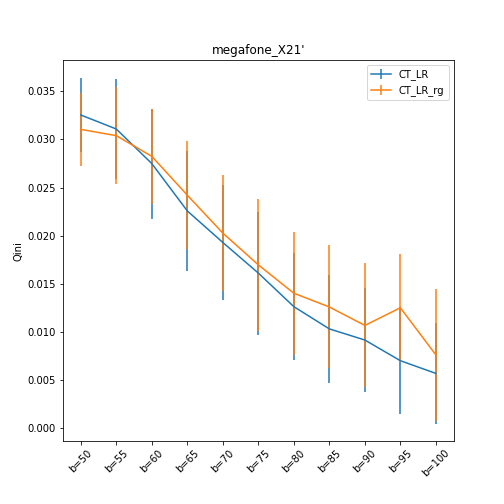 megafone_X21'
CT_LR
CT_LR_rg
Qini
0.035
0.030
0.025
0.020
0.015
0.010
0.005
0.000
b=50
b=55
b=60
b=65
b=70
b=75
b=80
b=85
b=90
b=95
b=100